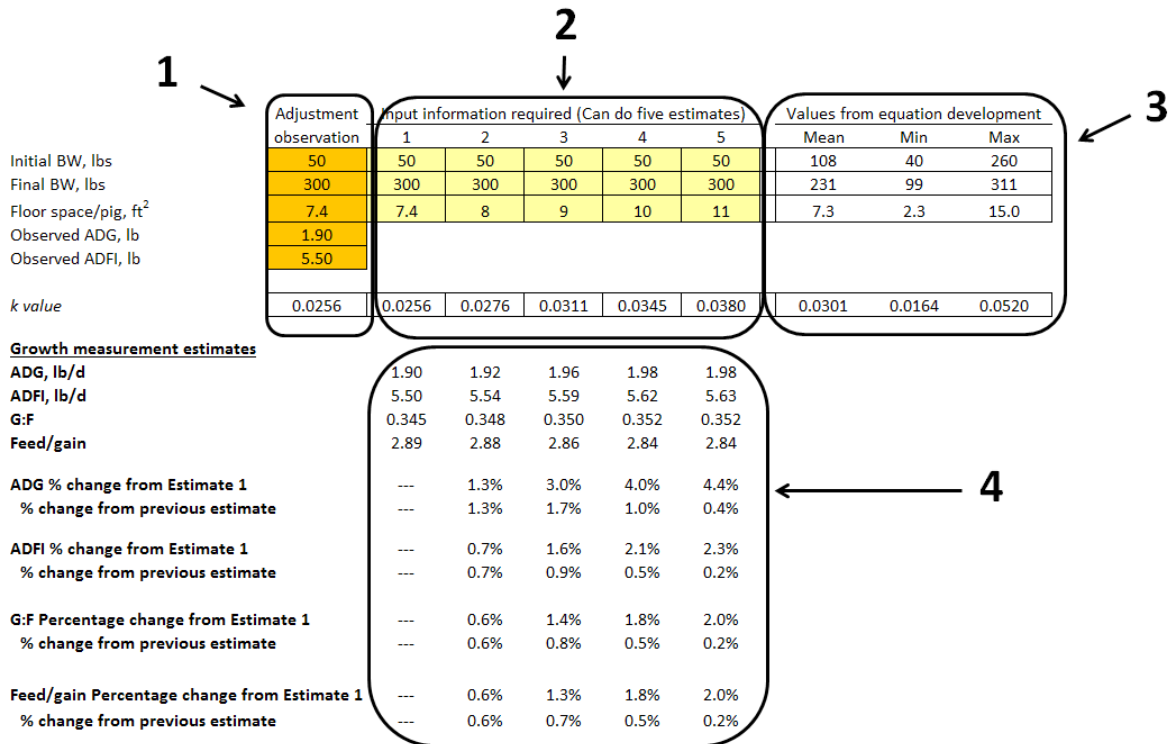 2
1
3
Adjustment Input information required (Can do five estimates) Values from equation development
observation 1 2 3 4 5 Mean Min Max
Initial BW, lbs 50 50 50 50 50 50 108 40 260
Final BW, lbs 300 300 300 300 300 300 231 99 311
Floor space/pig, ft² 7.4 7.4 8 9 10 11 7.3 2.3 15.0
Observed ADG, lb 1.90
Observed ADFI, lb 5.50
k value 0.0256 0.0256 0.0276 0.0311 0.0345 0.0380 0.0301 0.0164 0.0520
Growth measurement estimates
ADG, lb/d 1.90 1.92 1.96 1.98 1.98
ADFI, lb/d 5.50 5.54 5.59 5.62 5.63
G:F 0.345 0.348 0.350 0.352 0.352
Feed/gain 2.89 2.88 2.86 2.84 2.84
ADG % change from Estimate 1 --- 1.3% 3.0% 4.0% 4.4%
% change from previous estimate --- 1.3% 1.7% 1.0% 0.4%
4
ADFI % change from Estimate 1 --- 0.7% 1.6% 2.1% 2.3%
% change from previous estimate --- 0.7% 0.9% 0.5% 0.2%
G:F Percentage change from Estimate 1 --- 0.6% 1.4% 1.8% 2.0%
% change from previous estimate --- 0.6% 0.8% 0.5% 0.2%
Feed/gain Percentage change from Estimate 1 --- 0.6% 1.3% 1.8% 2.0%
% change from previous estimate --- 0.6% 0.7% 0.5% 0.2%